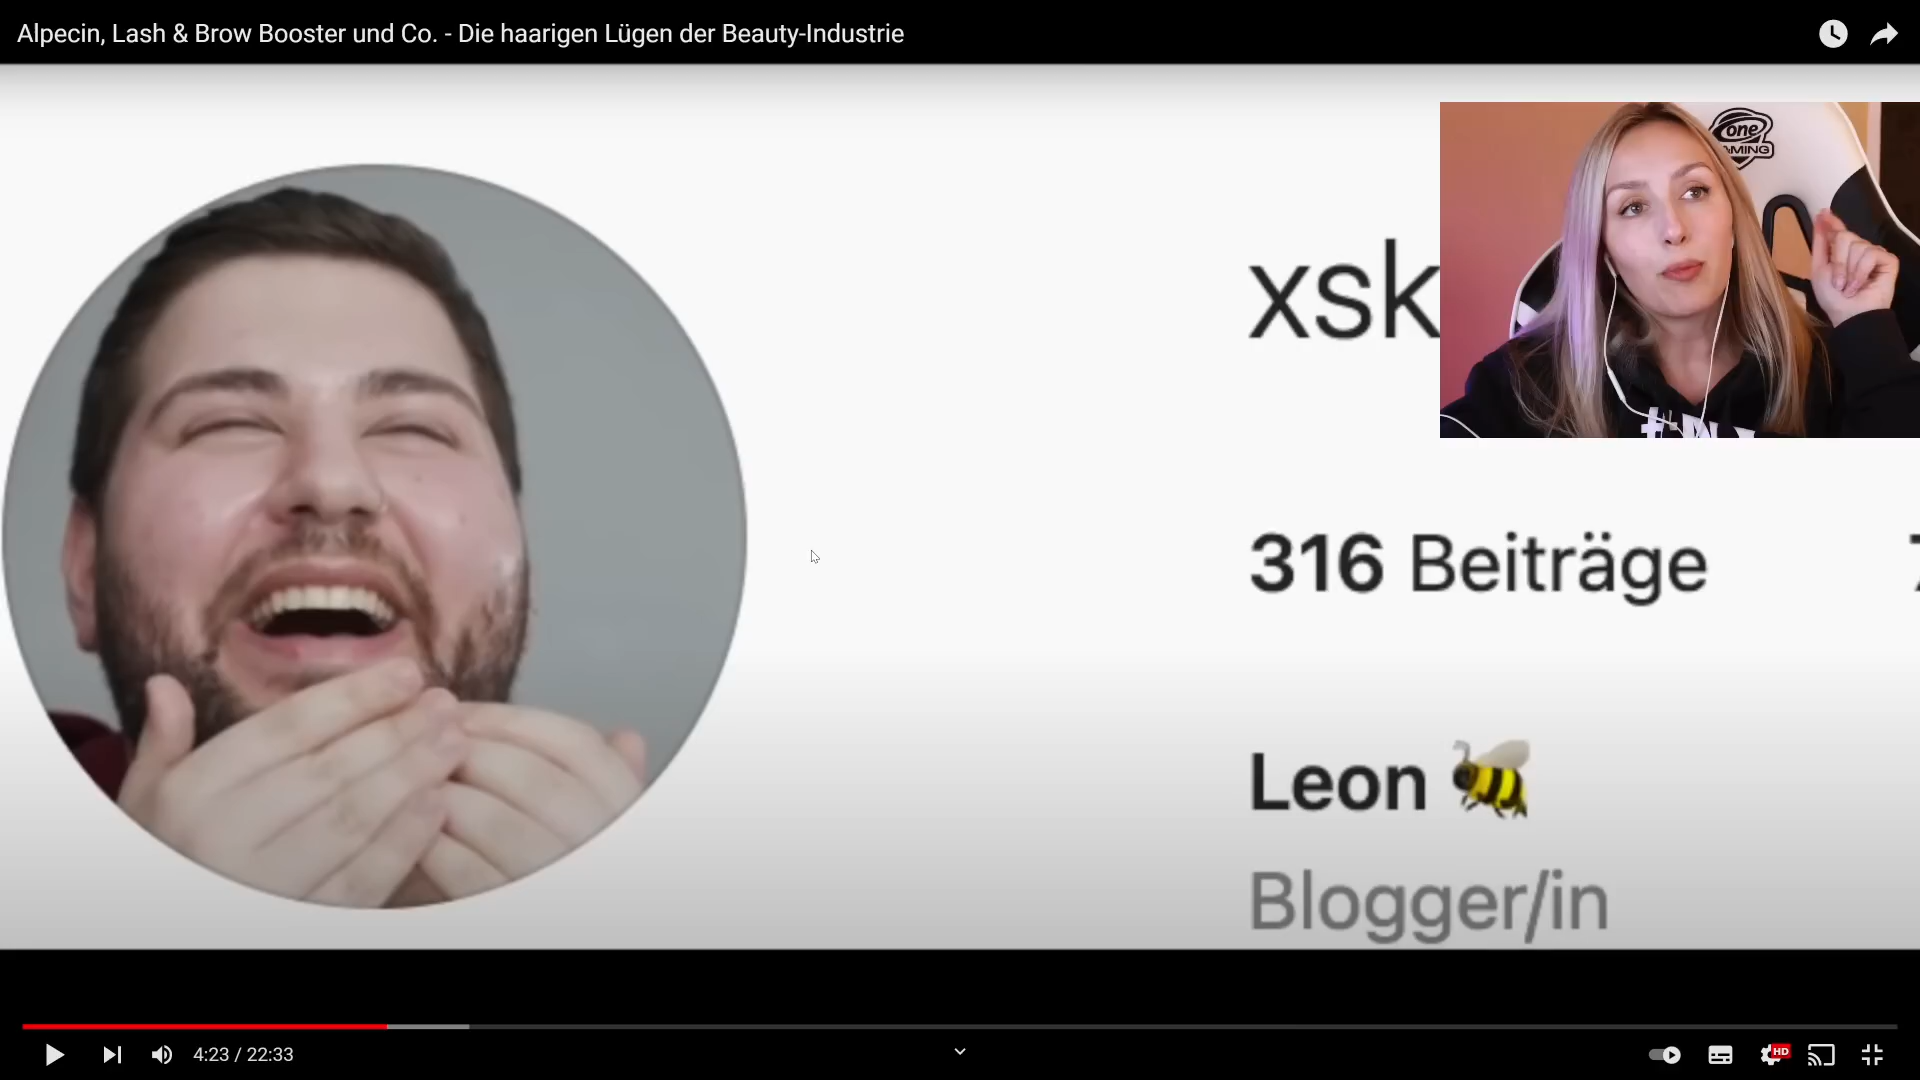 Alpecin, Lash & Brow Booster und Co. - Die haarigen Lügen der Beauty-Industrie
one
xsk
316 Beiträge
Leon
Blogger/in
4:23 / 22:33
HD